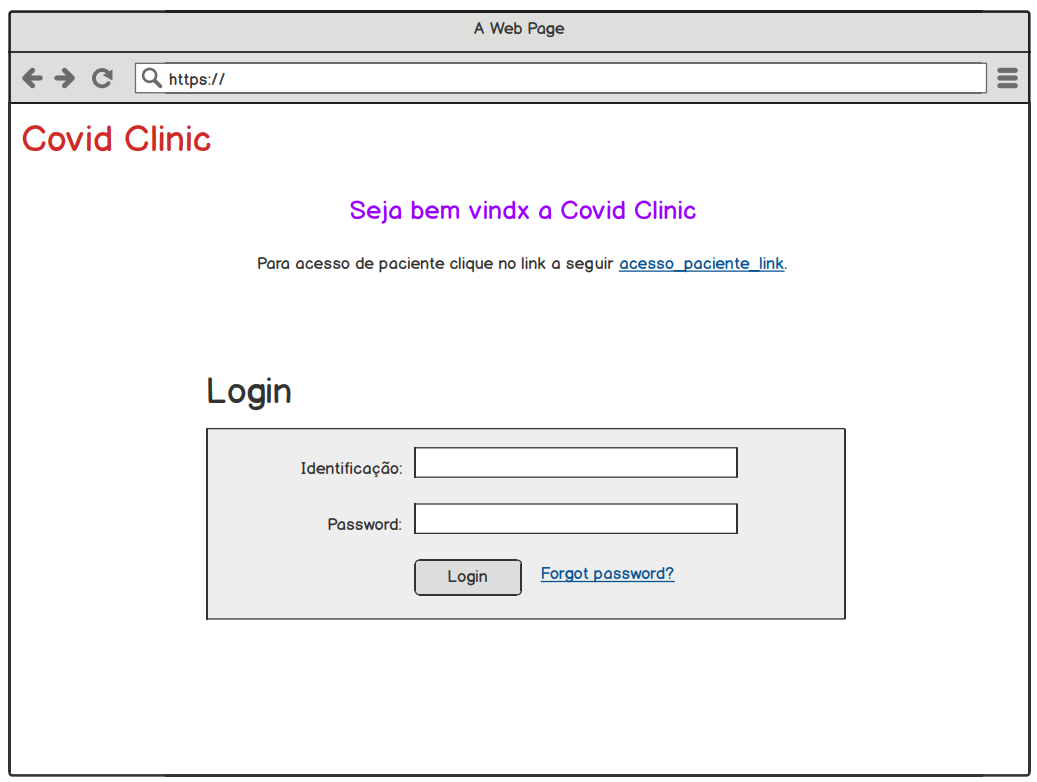 A Web Page
https://
Covid Clinic
Seja bem vindx a Covid Clinic
Para acesso de paciente clique no link a seguir acesso_paciente_link.
Login
Identificação:
Password:
Login Forgot password?